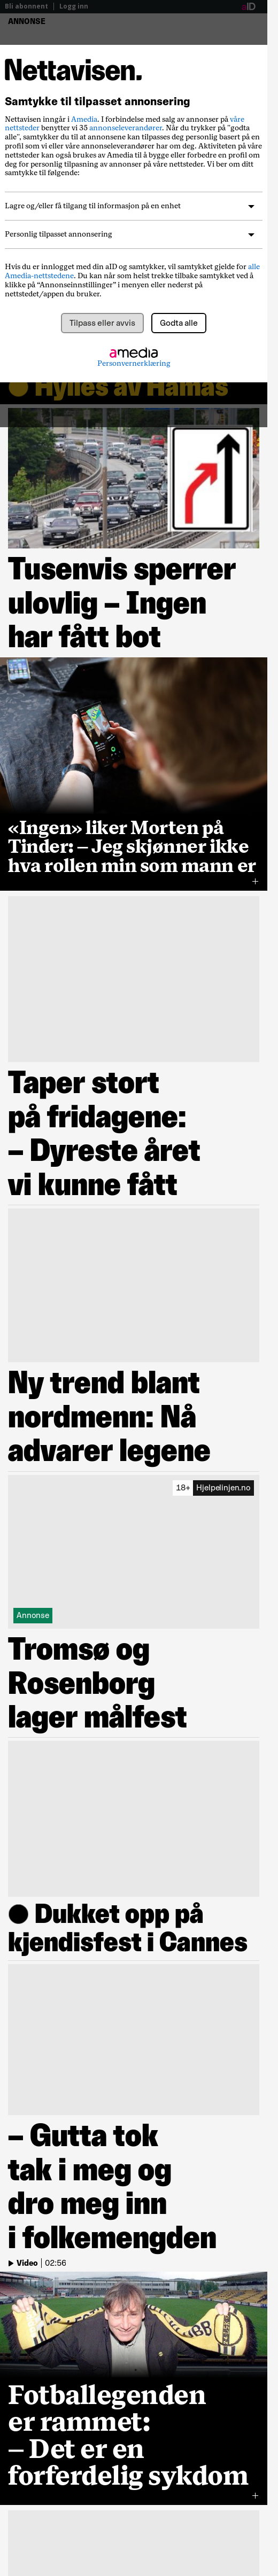 Bli abonnent | Logg inn aID
ANNONSE
Nettavisen.
Samtykke til tilpasset annonsering
Nettavisen inngår i Amedia. I forbindelse med salg av annonser på våre
nettsteder benytter vi 35 annonseleverandører. Når du trykker på “godta
alle”, samtykker du til at annonsene kan tilpasses deg personlig basert på en
profil som vi eller våre annonseleverandører har om deg. Aktivitetene på våre
nettsteder kan også brukes av Amedia til å bygge eller forbedre en profil om
deg for personlig tilpasning av annonser på våre nettsteder. Vi ber om ditt
samtykke til følgende:
Lagre og/eller få tilgang til informasjon på en enhet
Personlig tilpasset annonsering
Hvis du er innlogget med din aID og samtykker, vil samtykket gjelde for alle
Amedia-nettstedene. Du kan når som helst trekke tilbake samtykket ved å
klikke på “Annonseinnstillinger” i menyen eller nederst på
nettstedet/appen du bruker.
Tilpass eller avvis
Godta alle
amedia
Personvernerklæring
Hylles av Hamas
Tusenvis sperrer
ulovlig – Ingen
har fått bot
«Ingen» liker Morten på
Tinder: – Jeg skjønner ikke
hva rollen min som mann er
+
Taper stort
på fridagene:
– Dyreste året
vi kunne fått
Ny trend blant
nordmenn: Nå
advarer legene
18+ Hjelpelinjen.no
Annonse
Tromsø og
Rosenborg
lager målfest
Dukket opp på
kjendisfest i Cannes
– Gutta tok
tak i meg og
dro meg inn
i folkemengden
Video | 02:56
Fotballegenden
er rammet:
– Det er en
forferdelig sykdom
+